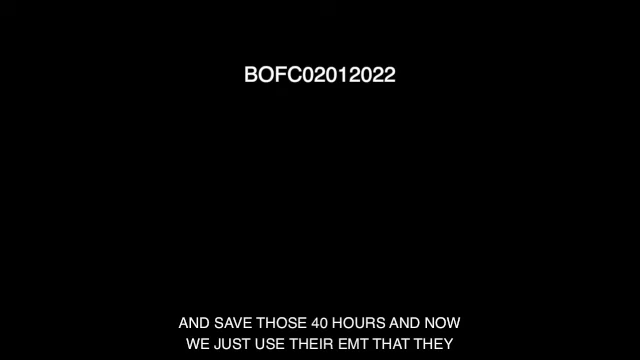 BOFC02012022
AND SAVE THOSE 40 HOURS AND NOW
WE JUST USE THEIR EMT THAT THEY